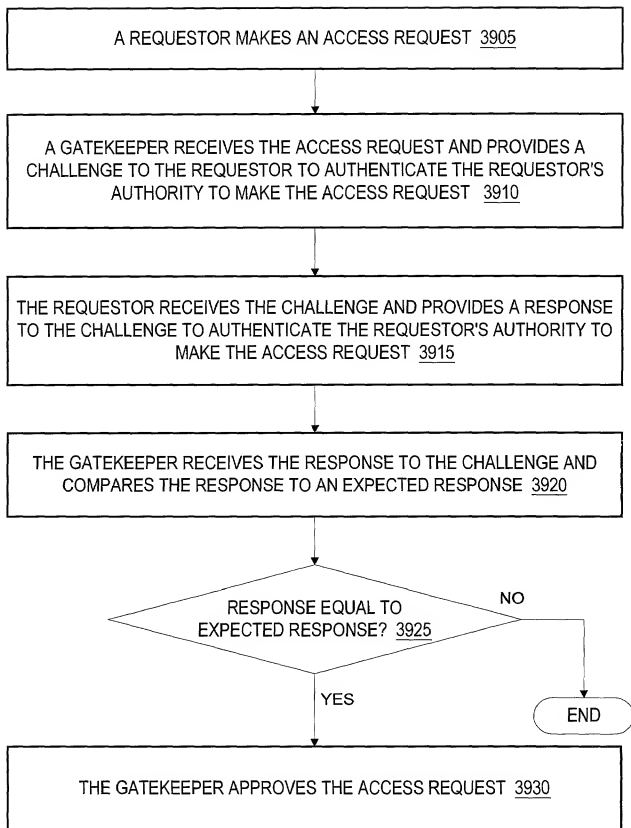 A REQUESTOR MAKES AN ACCESS REQUEST 3905
A GATEKEEPER RECEIVES THE ACCESS REQUEST AND PROVIDES A
CHALLENGE TO THE REQUESTOR TO AUTHENTICATE THE REQUESTOR'S
AUTHORITY TO MAKE THE ACCESS REQUEST 3910
THE REQUESTOR RECEIVES THE CHALLENGE AND PROVIDES A RESPONSE
TO THE CHALLENGE TO AUTHENTICATE THE REQUESTOR'S AUTHORITY TO
MAKE THE ACCESS REQUEST 3915
THE GATEKEEPER RECEIVES THE RESPONSE TO THE CHALLENGE AND
COMPARES THE RESPONSE TO AN EXPECTED RESPONSE 3920
RESPONSE EQUAL TO
EXPECTED RESPONSE? 3925
NO
YES
END
THE GATEKEEPER APPROVES THE ACCESS REQUEST 3930